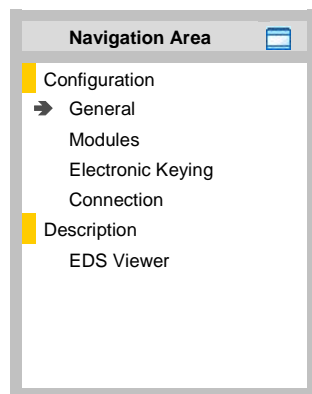 Navigation Area
Configuration
General
Modules
Electronic Keying
Connection
Description
EDS Viewer